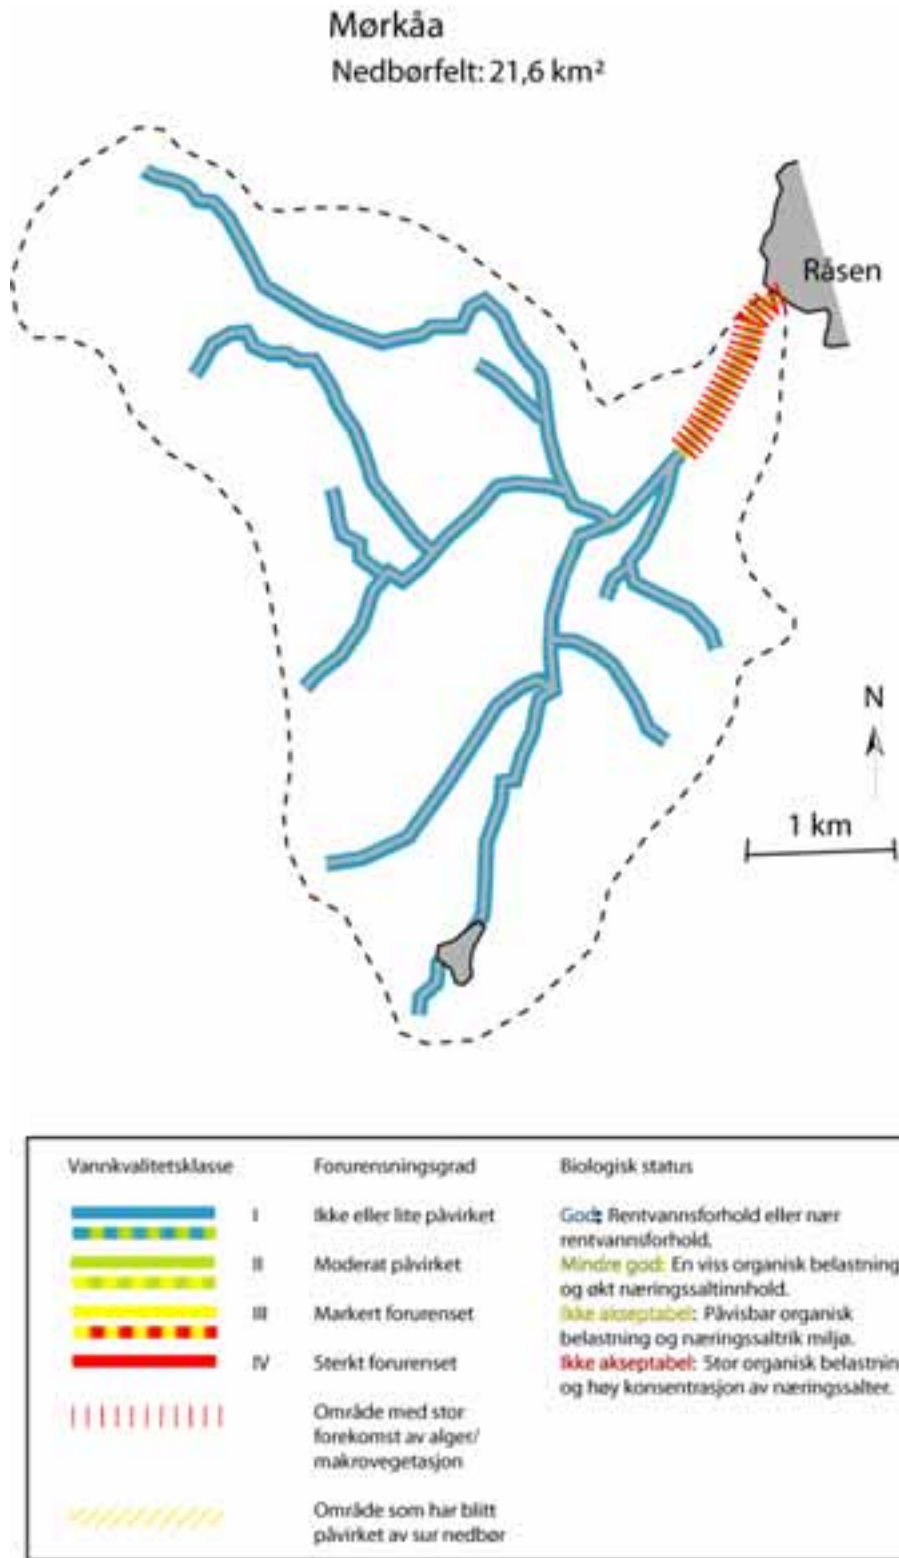 Mørkåa
Nedbørfelt: 21,6 km²
Råsen
N
1 km
Vannkvalitetsklasse
Forurensningsgrad
Biologisk status
I
Ikke eller lite påvirket
God: Rentvannsforhold eller nær
rentvannsforhold.
II
Moderat påvirket
Mindre god: En viss organisk belastning
og økt næringssaltinnhold.
III
Markert forurenset
Ikke akseptabel: Påvisbar organisk
belastning og næringssaltrik miljø.
IV
Sterkt forurenset
Ikke akseptabel: Stor organisk belastnin
og høy konsentrasjon av næringssalter.
Område med stor
forekomst av alger/
makrovegetasjon
Område som har blitt
påvirket av sur nedbør